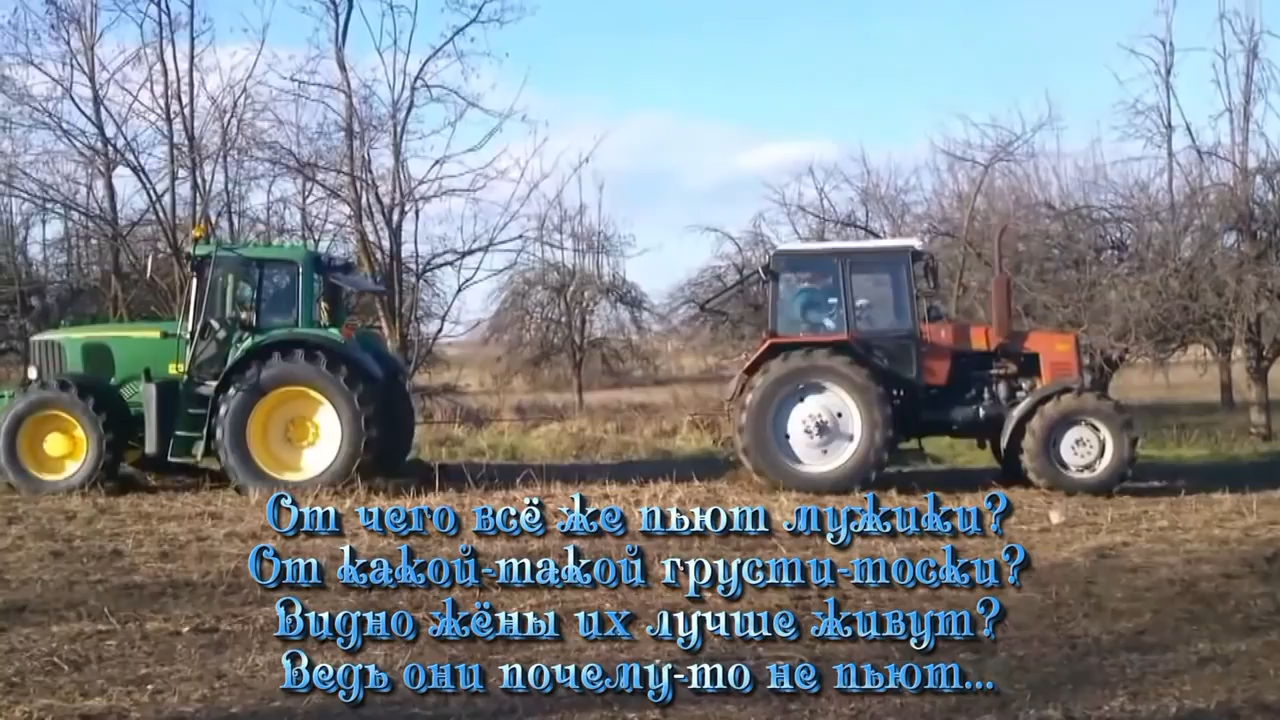 От чего всё же пьют мужики?
От какой-такой грусти-тоски?
Видно жёны их лучше живут?
Ведь они почему-то не пьют...